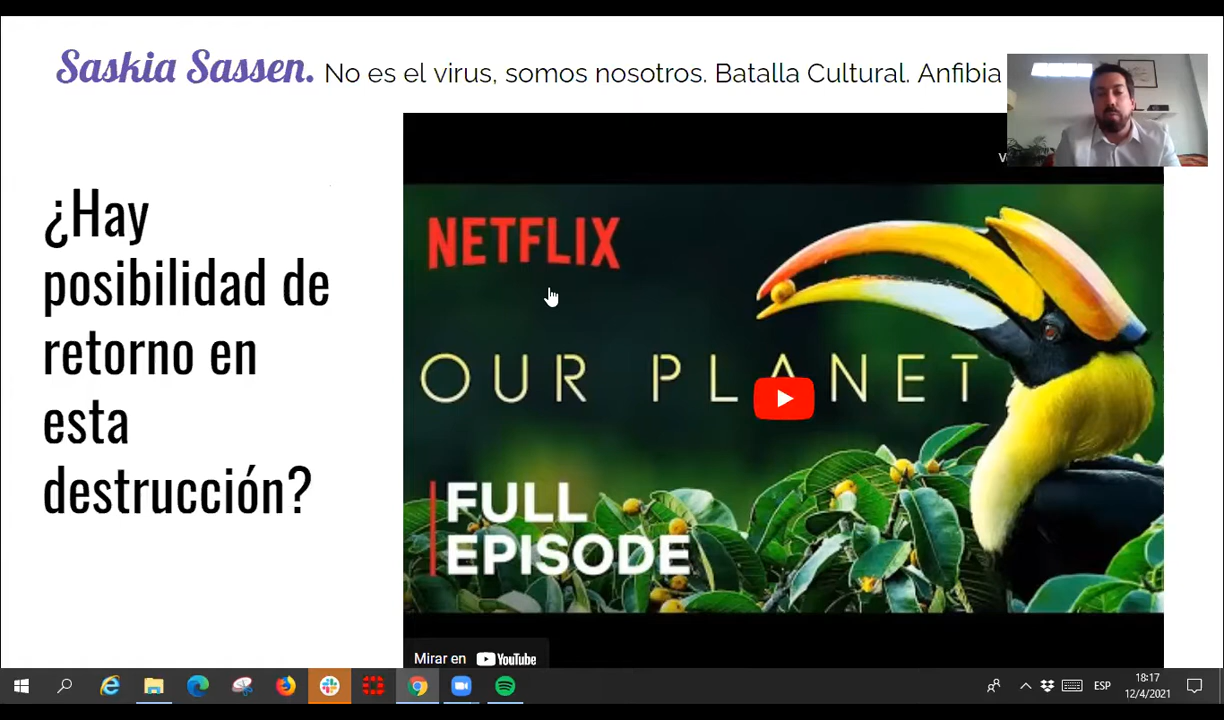 Saskia Sassen. No es el virus, somos nosotros. Batalla Cultural. Anfibia
¿Hay
posibilidad de
retorno en
esta
destrucción?
NETFLIX
OUR PLANET
FULL
EPISODE
Mirar en YouTube
ESP
18:17
12/4/2021